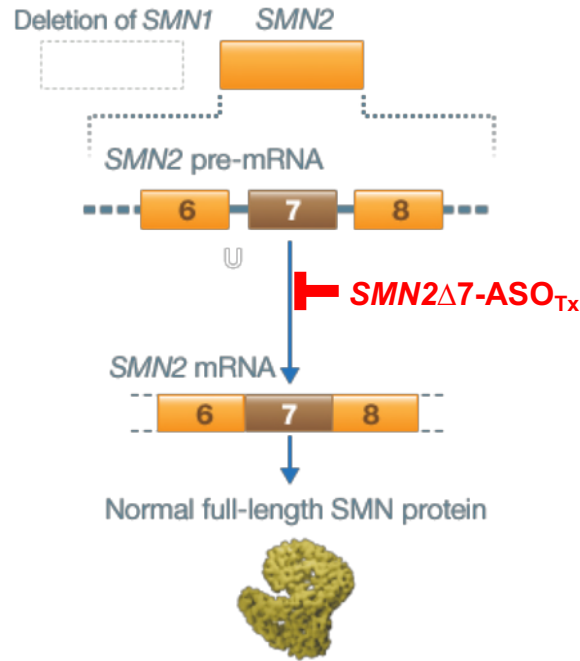 Deletion of SMN1 SMN2
SMN2 pre-mRNA
6 7 8
U
SMN2Δ7-ASOTx
SMN2 mRNA
6 7 8
Normal full-length SMN protein